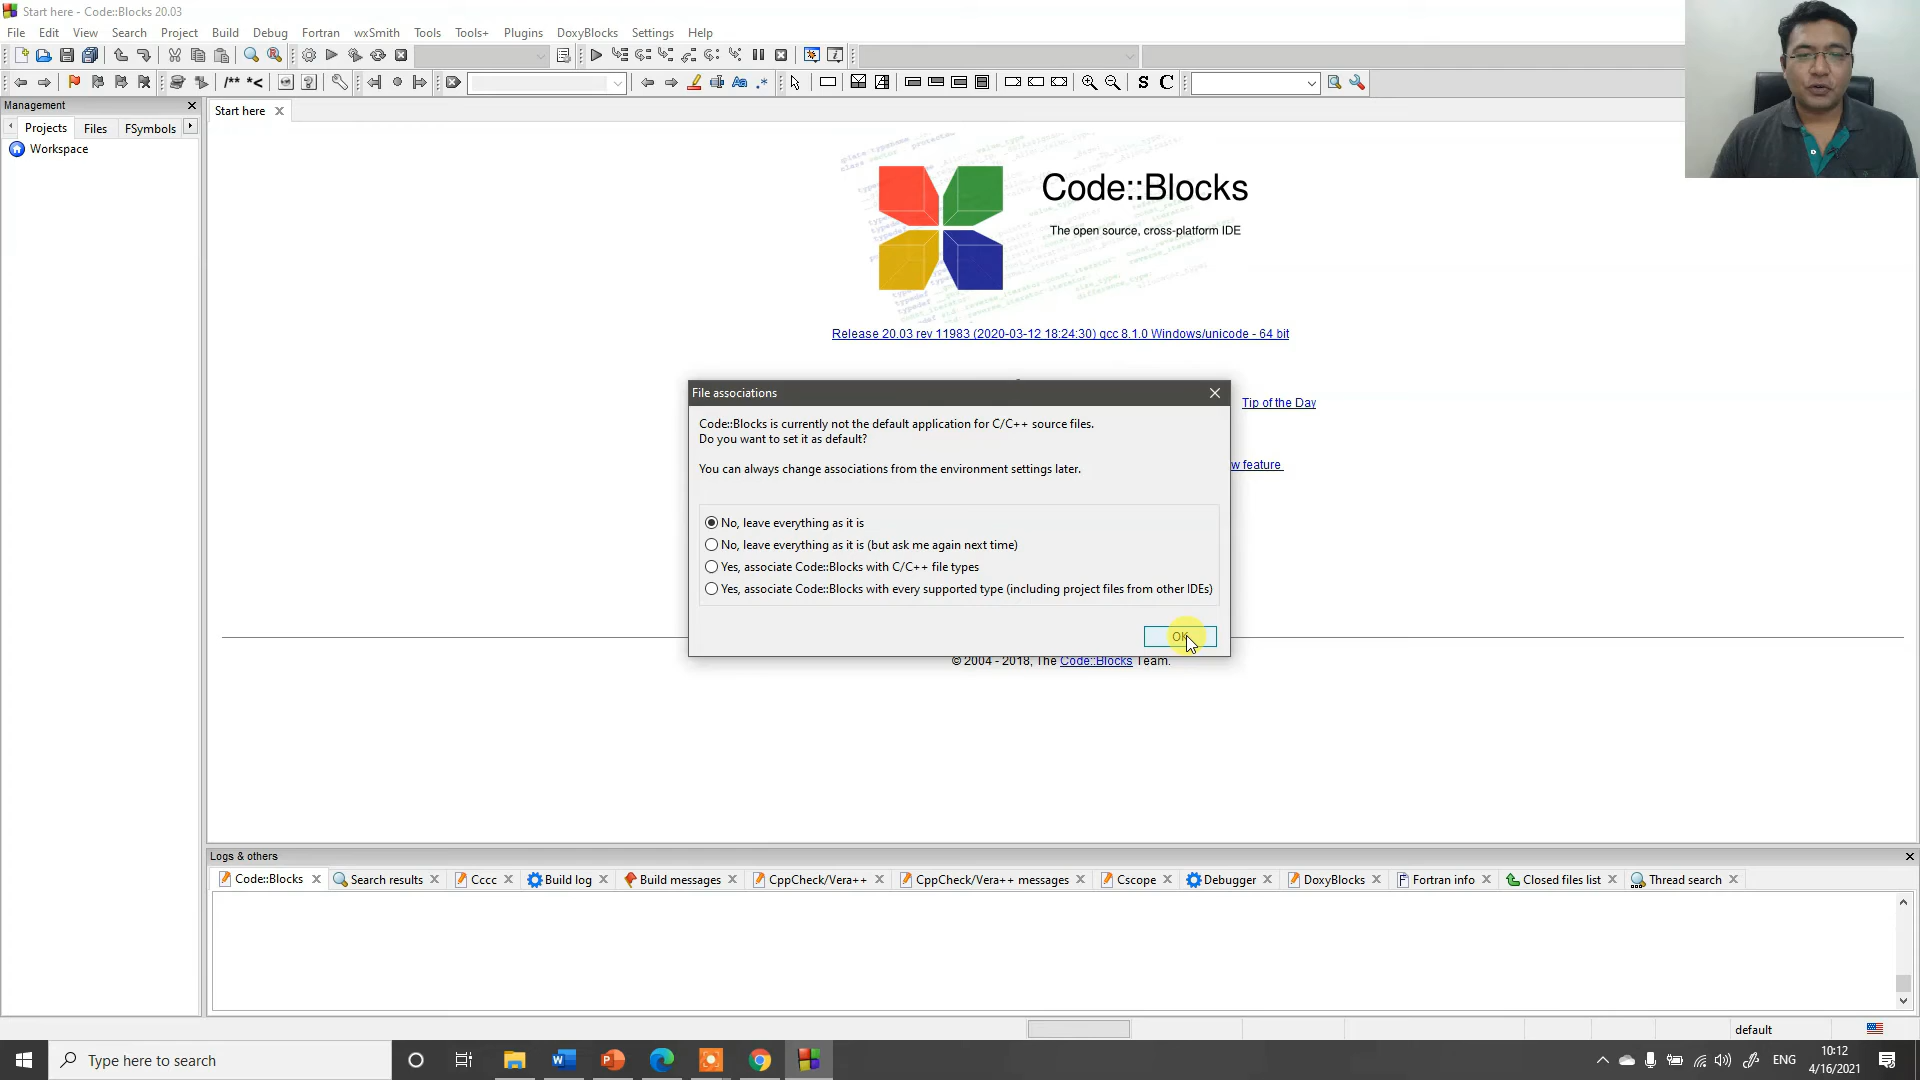 Start here - Code::Blocks 20.03
File Edit View Search Project Build Debug Fortran wxSmith Tools Tools+ Plugins DoxyBlocks Settings Help
/** *< Aa .* S C
Management
Start here
Projects Files FSymbols
Workspace
Code::Blocks
The open source, cross-platform IDE
Release 20.03 rev 11983 (2020-03-12 18:24:30) gcc 8.1.0 Windows/unicode - 64 bit
Tip of the Day
w feature
File associations
Code::Blocks is currently not the default application for C/C++ source files.
Do you want to set it as default?
You can always change associations from the environment settings later.
No, leave everything as it is
No, leave everything as it is (but ask me again next time)
Yes, associate Code::Blocks with C/C++ file types
Yes, associate Code::Blocks with every supported type (including project files from other IDEs)
OK
© 2004 - 2018, The Code::Blocks Team.
Logs & others
Code::Blocks Search results Cccc Build log Build messages CppCheck/Vera++ CppCheck/Vera++ messages Cscope Debugger DoxyBlocks Fortran info Closed files list Thread search
default
Type here to search
ENG
10:12
4/16/2021